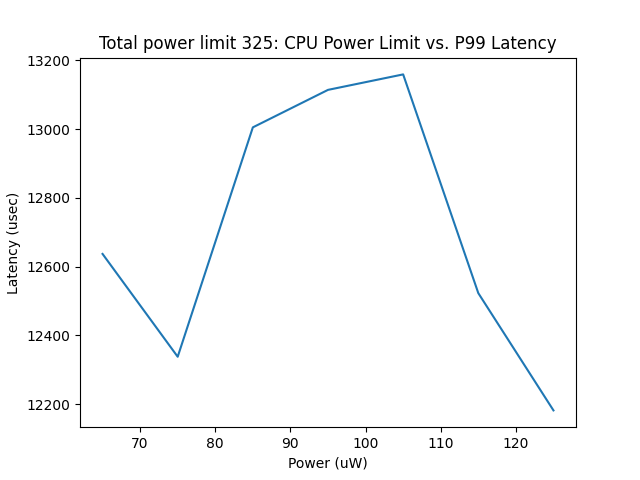 Total power limit 325: CPU Power Limit vs. P99 Latency
13200
13000
12800
12600
12400
12200
Latency (usec)
70 80 90 100 110 120
Power (uW)